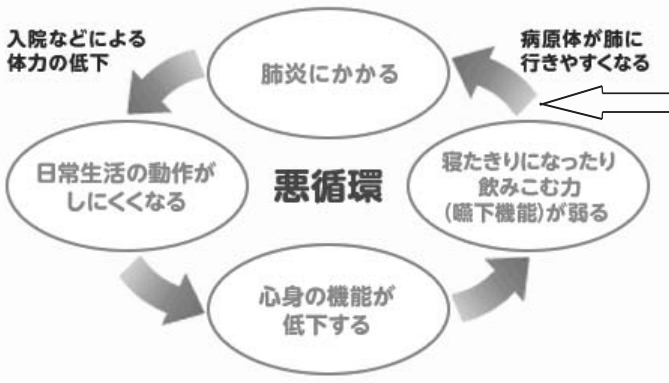 入院などによる
体力の低下
肺炎にかかる
病原体が肺に
行きやすくなる
日常生活の動作が
しにくくなる
悪循環
寝たきりになったり
飲みこむ力
(嚥下機能)が弱る
心身の機能が
低下する